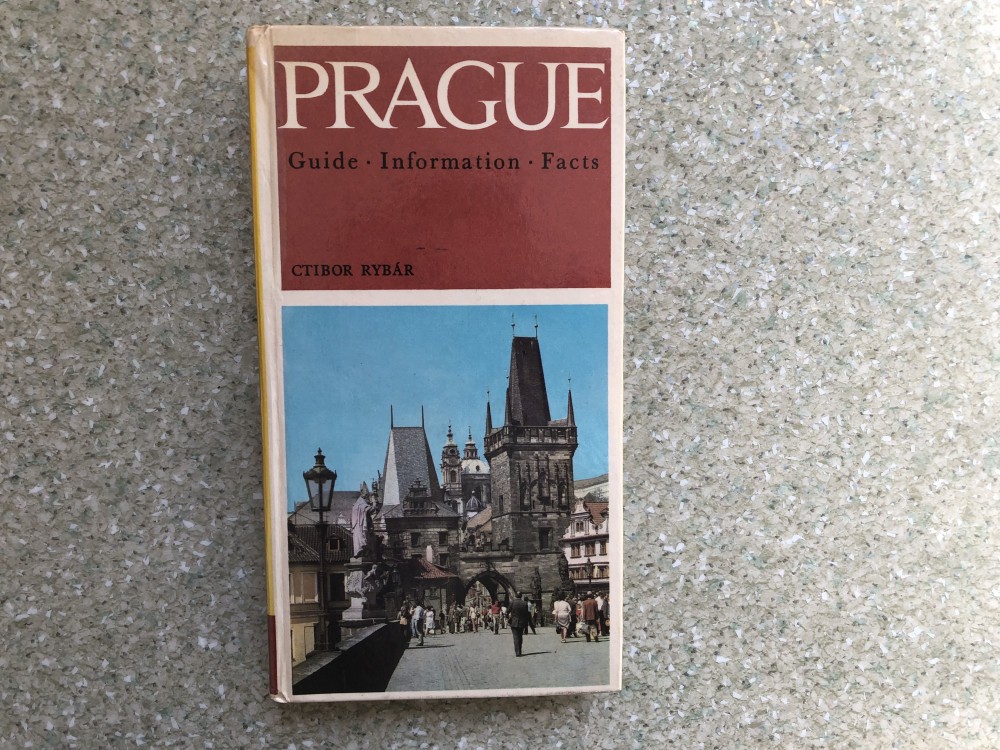 PRAGUE
Guide · Information · Facts
CTIBOR RYBÁR